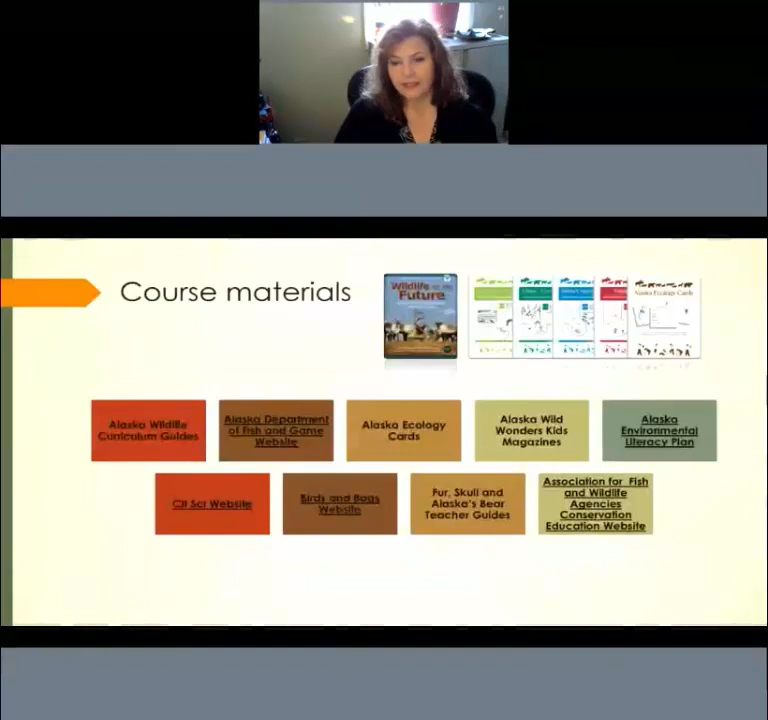 Course materials
Wildlife for the
Future
Alaska Ecology Cards
Alaska Wildlife
Curriculum Guides
Alaska Department
of Fish and Game
Website
Alaska Ecology
Cards
Alaska Wild
Wonders Kids
Magazines
Alaska
Environmental
Literacy Plan
Cit Sci Website
Birds and Bogs
Website
Fur, Skull and
Alaska's Bear
Teacher Guides
Association for Fish
and Wildlife
Agencies
Conservation
Education Website